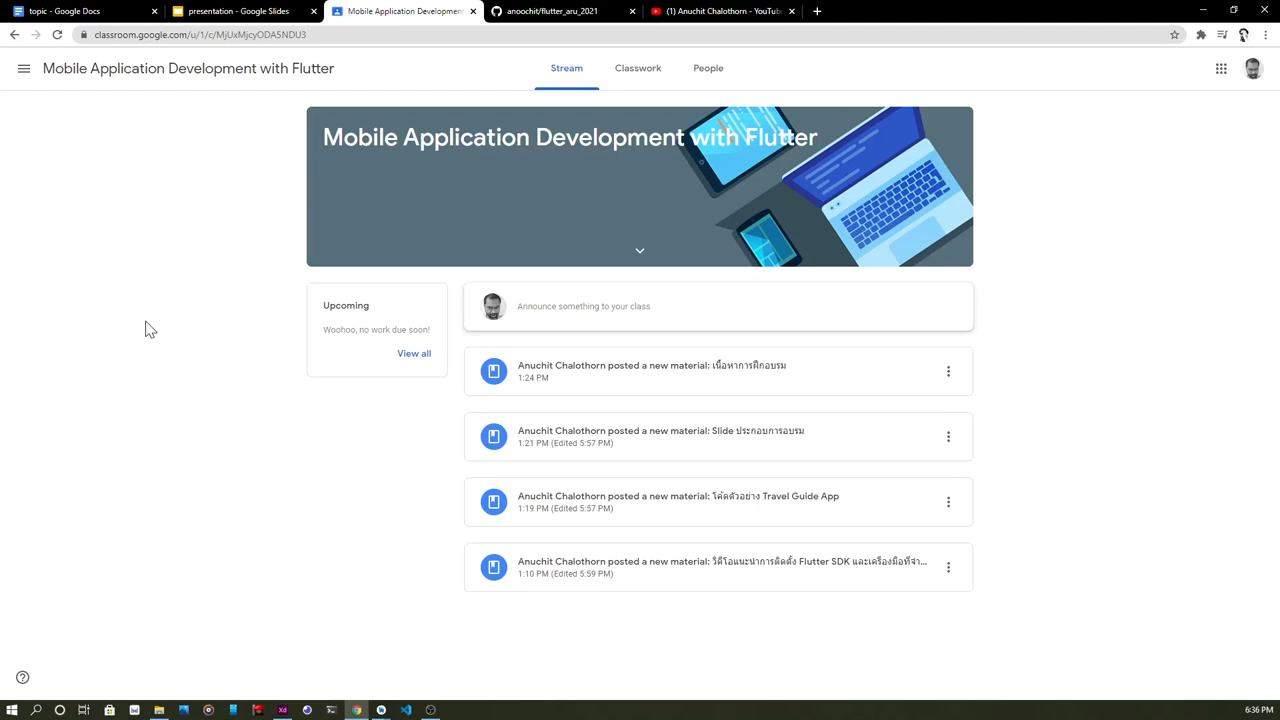 topic - Google Docs
presentation - Google Slides
Mobile Application Development
anoochit/flutter_aru_2021
(1) Anuchit Chalothorn - YouTube
classroom.google.com/u/1/c/MjUxMjcyODA5NDU3
Mobile Application Development with Flutter
Stream
Classwork
People
Mobile Application Development with Flutter
Upcoming
Woohoo, no work due soon!
View all
Announce something to your class
Anuchit Chalothorn posted a new material: เนื้อหาการฝึกอบรม
1:24 PM
Anuchit Chalothorn posted a new material: Slide ประกอบการอบรม
1:21 PM (Edited 5:57 PM)
Anuchit Chalothorn posted a new material: โค้ดตัวอย่าง Travel Guide App
1:19 PM (Edited 5:57 PM)
Anuchit Chalothorn posted a new material: วิดีโอแนะนำการติดตั้ง Flutter SDK และเครื่องมือที่จำ...
1:10 PM (Edited 5:59 PM)
6:36 PM